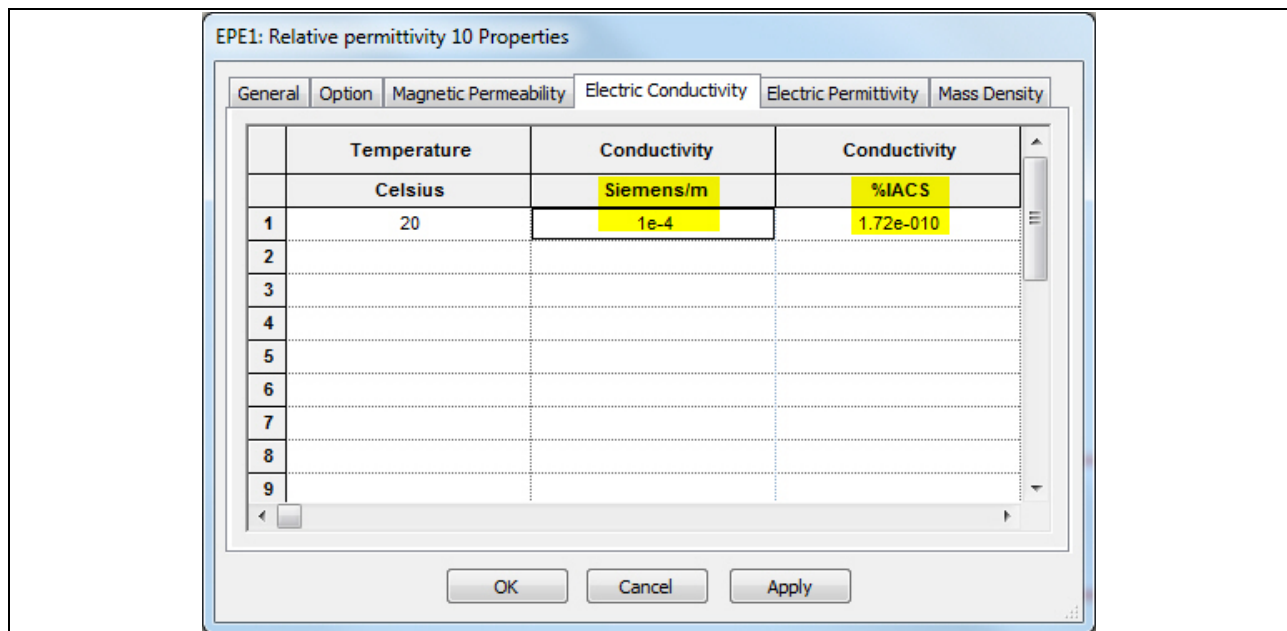 EPE1: Relative permittivity 10 Properties
General Option Magnetic Permeability Electric Conductivity Electric Permittivity Mass Density
Temperature Conductivity Conductivity
Celsius Siemens/m %IACS
1 20 1e-4 1.72e-010
2
3
4
5
6
7
8
9
OK Cancel Apply